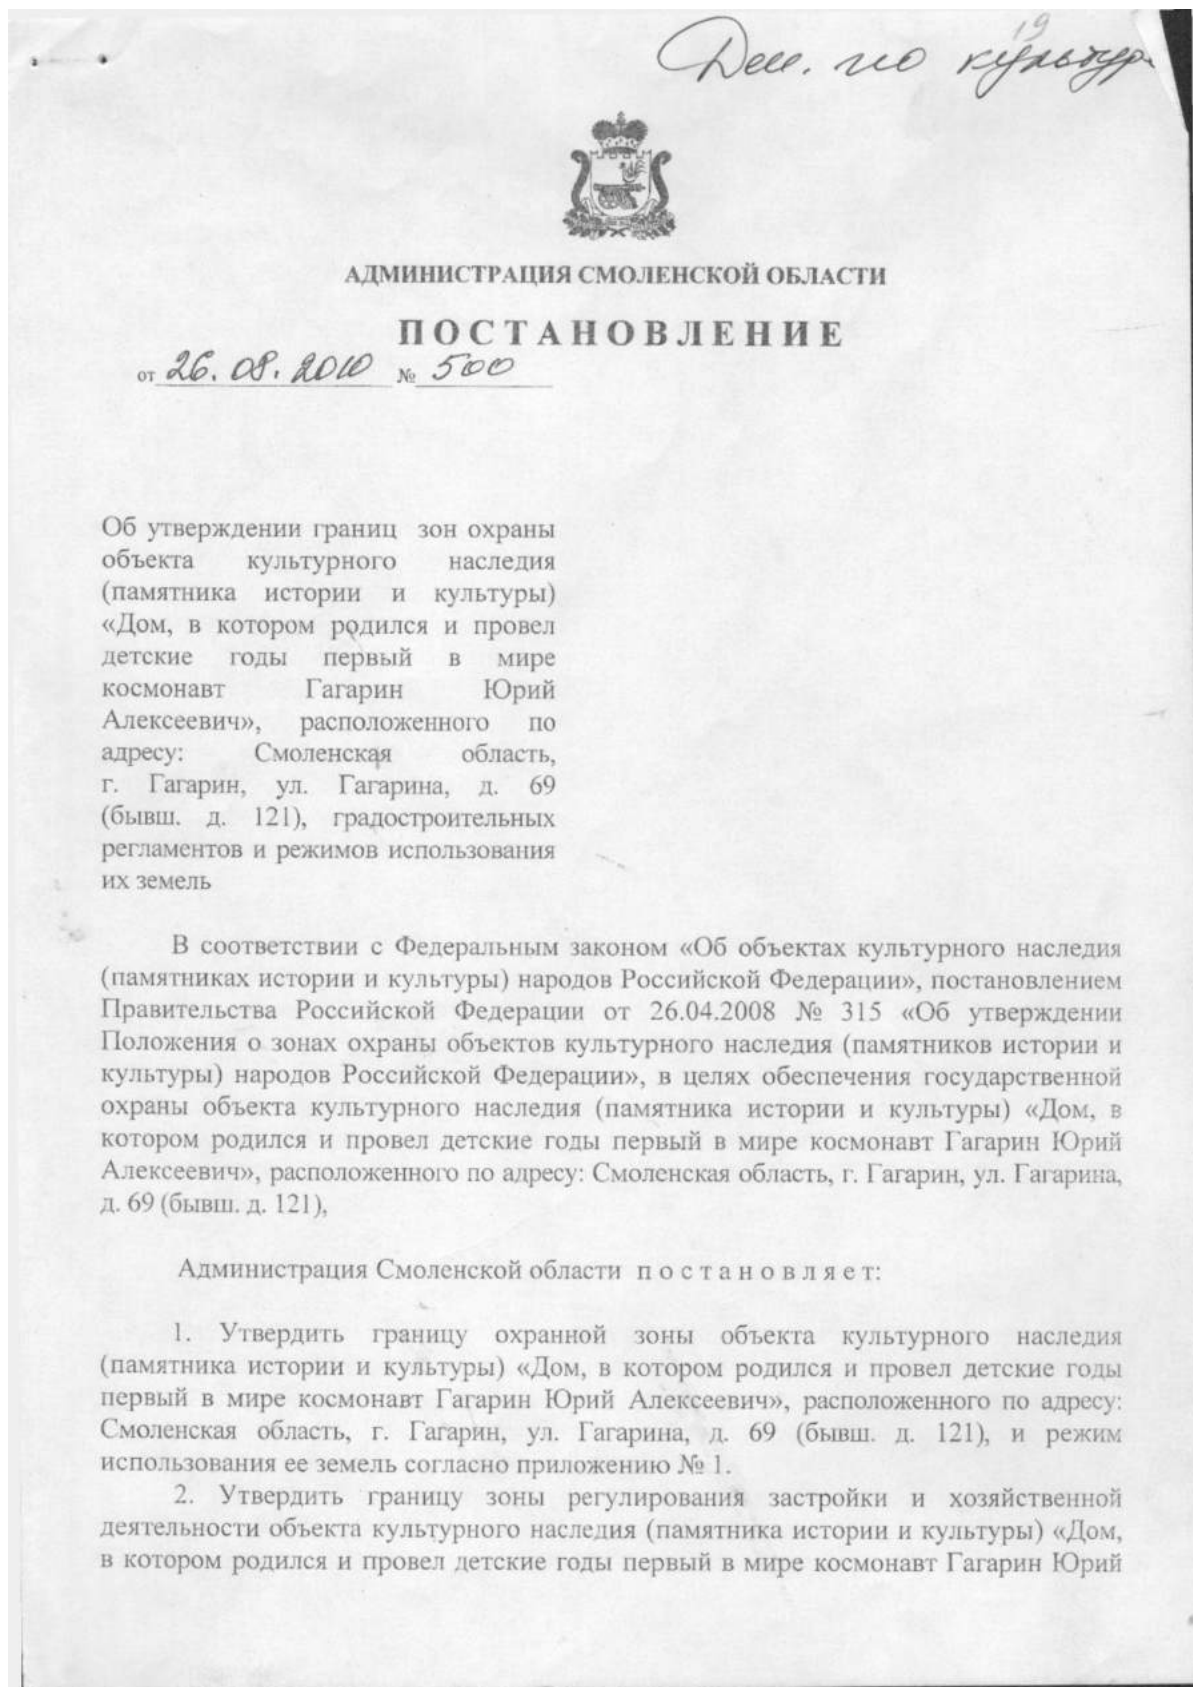 19
Деп. по культур
АДМИНИСТРАЦИЯ СМОЛЕНСКОЙ ОБЛАСТИ
ПОСТАНОВЛЕНИЕ
от 26.08.2010 № 500
Об утверждении границ зон охраны
объекта культурного наследия
(памятника истории и культуры)
«Дом, в котором родился и провел
детские годы первый в мире
космонавт Гагарин Юрий
Алексеевич», расположенного по
адресу: Смоленская область,
г. Гагарин, ул. Гагарина, д. 69
(бывш. д. 121), градостроительных
регламентов и режимов использования
их земель
В соответствии с Федеральным законом «Об объектах культурного наследия
(памятниках истории и культуры) народов Российской Федерации», постановлением
Правительства Российской Федерации от 26.04.2008 № 315 «Об утверждении
Положения о зонах охраны объектов культурного наследия (памятников истории и
культуры) народов Российской Федерации», в целях обеспечения государственной
охраны объекта культурного наследия (памятника истории и культуры) «Дом, в
котором родился и провел детские годы первый в мире космонавт Гагарин Юрий
Алексеевич», расположенного по адресу: Смоленская область, г. Гагарин, ул. Гагарина,
д. 69 (бывш. д. 121),
Администрация Смоленской области п о с т а н о в л я е т:
1. Утвердить границу охранной зоны объекта культурного наследия
(памятника истории и культуры) «Дом, в котором родился и провел детские годы
первый в мире космонавт Гагарин Юрий Алексеевич», расположенного по адресу:
Смоленская область, г. Гагарин, ул. Гагарина, д. 69 (бывш. д. 121), и режим
использования ее земель согласно приложению № 1.
2. Утвердить границу зоны регулирования застройки и хозяйственной
деятельности объекта культурного наследия (памятника истории и культуры) «Дом,
в котором родился и провел детские годы первый в мире космонавт Гагарин Юрий